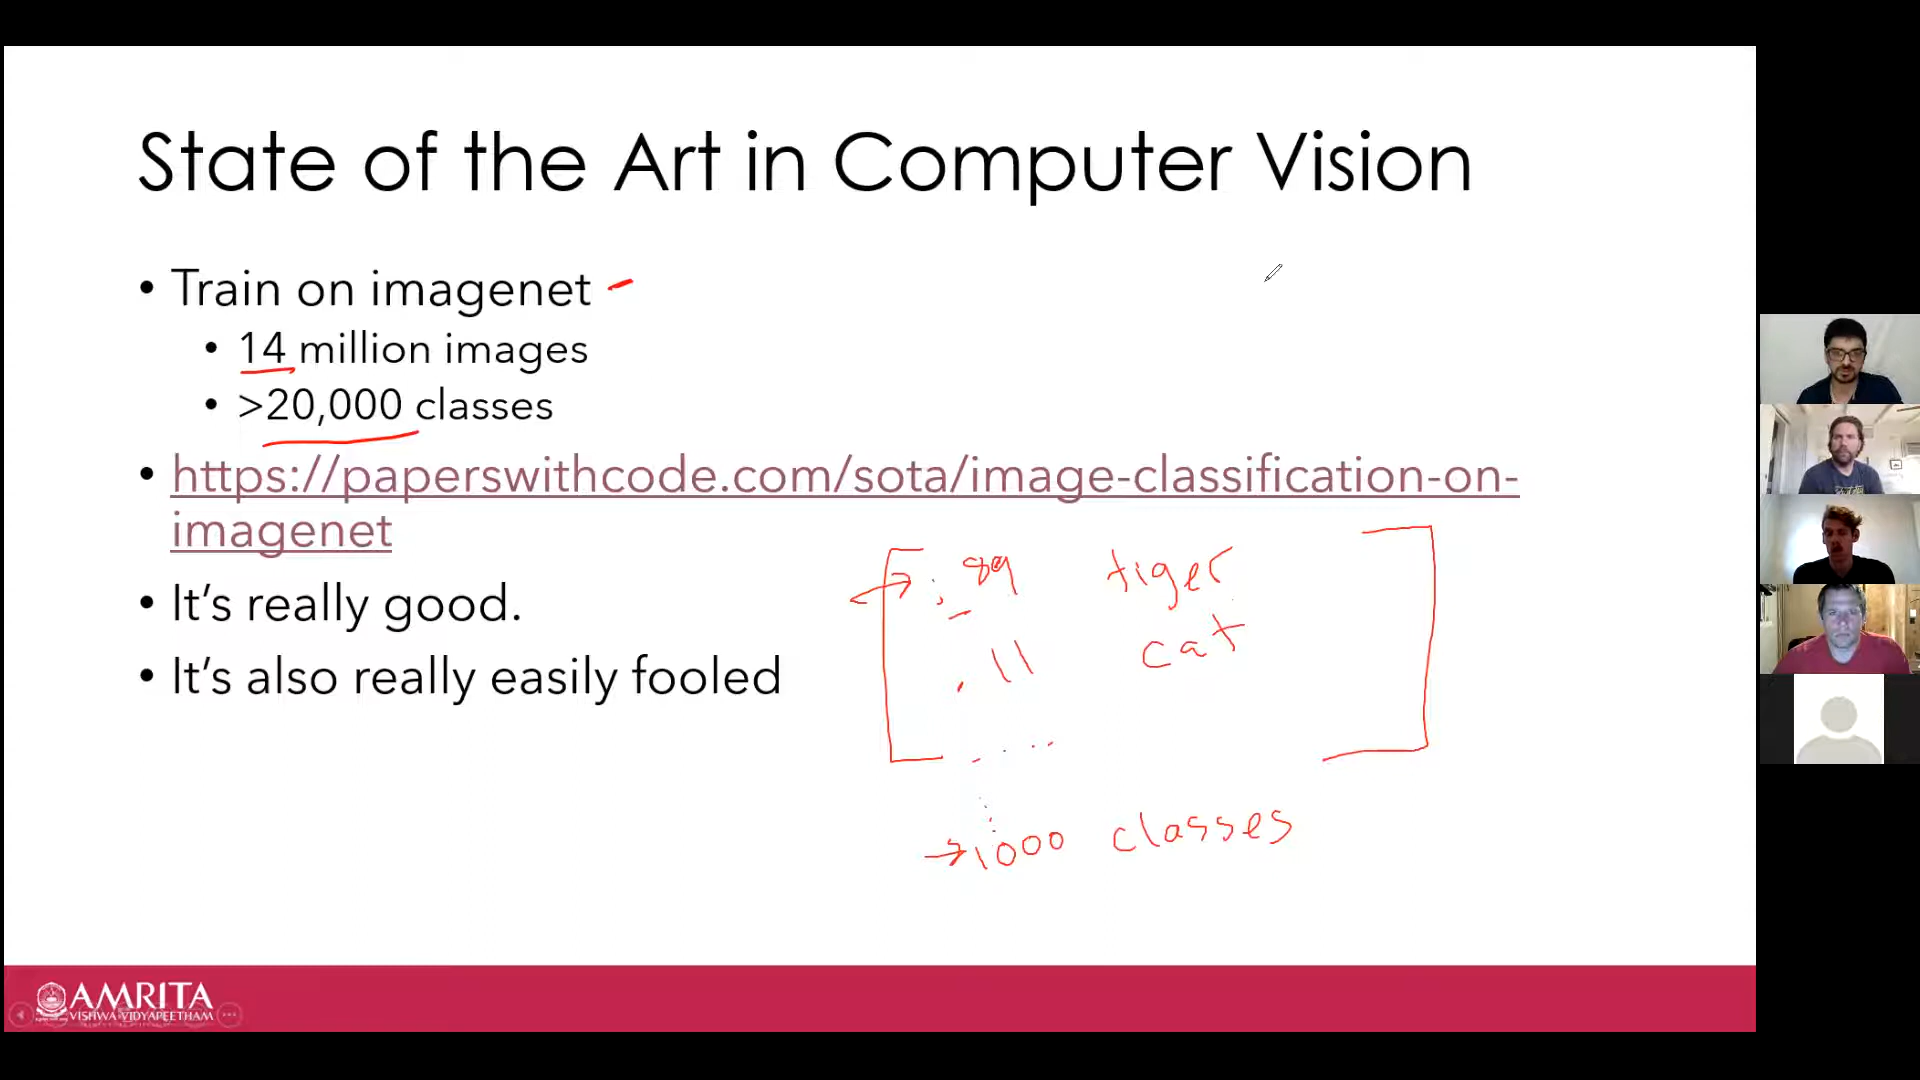 State of the Art in Computer Vision
• Train on imagenet
• 14 million images
• >20,000 classes
• https://paperswithcode.com/sota/image-classification-on-
imagenet
• It's really good.
• It's also really easily fooled
.89 tiger
.11 cat
....
1000 classes
AMRITA
VISHWA VIDYAPEETHAM